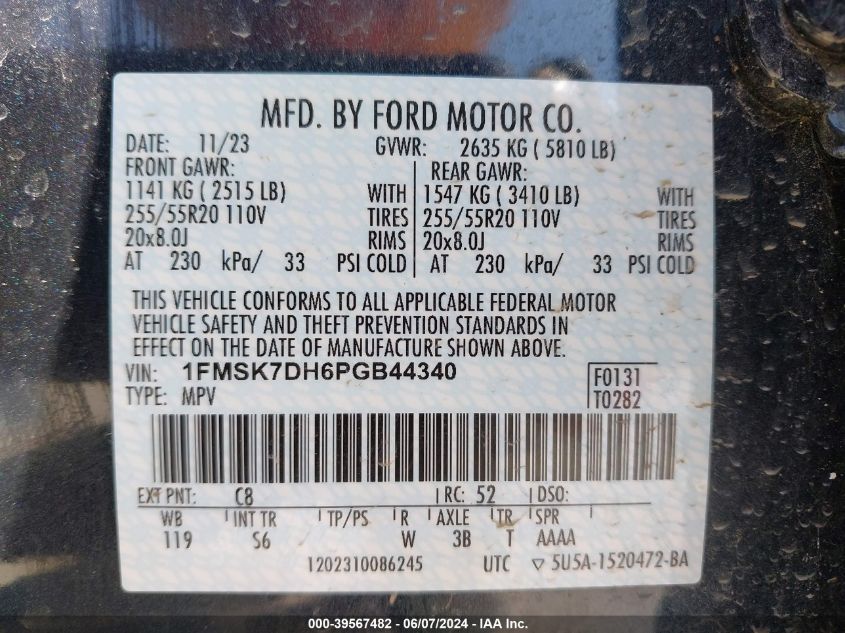 MFD. BY FORD MOTOR CO.
DATE: 11/23 GVWR: 2635 KG ( 5810 LB)
FRONT GAWR: REAR GAWR:
1141 KG ( 2515 LB) WITH 1547 KG ( 3410 LB) WITH
255/55R20 110V TIRES 255/55R20 110V TIRES
20x8.0J RIMS 20x8.0J RIMS
AT 230 kPa/ 33 PSI COLD AT 230 kPa/ 33 PSI COLD
THIS VEHICLE CONFORMS TO ALL APPLICABLE FEDERAL MOTOR
VEHICLE SAFETY AND THEFT PREVENTION STANDARDS IN
EFFECT ON THE DATE OF MANUFACTURE SHOWN ABOVE.
VIN: 1FMSK7DH6PGB44340 F0131
TYPE: MPV T0282
EXT PNT: C8 RC: 52 DSO:
WB INT TR TP/PS R AXLE TR SPR
119 S6 W 3B T AAAA
1202310086245 UTC ▽ 5U5A-1520472-BA
000-39567482 - 06/07/2024 - IAA Inc.